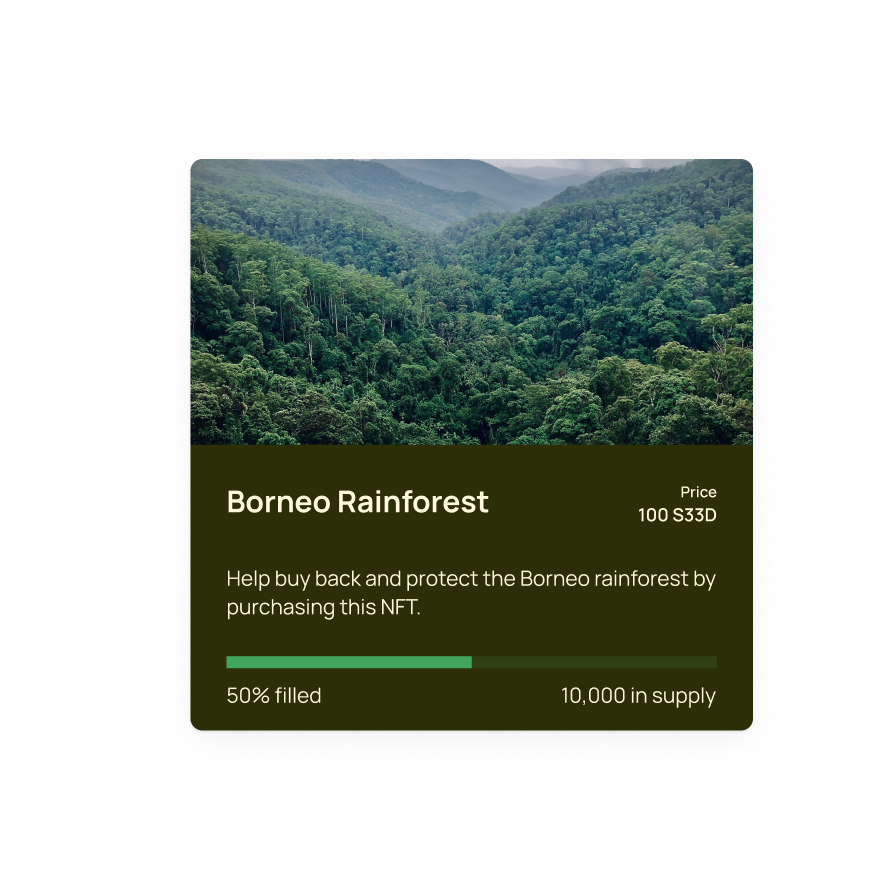 Borneo Rainforest
Price
100 S33D
Help buy back and protect the Borneo rainforest by
purchasing this NFT.
50% filled
10,000 in supply